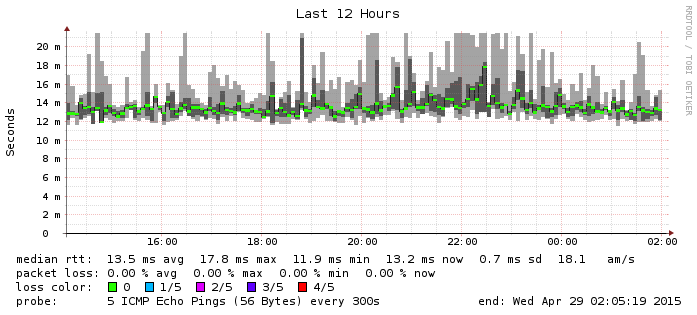 Last 12 Hours
RRDTOOL / TOBI OETIKER
Seconds
20 m
18 m
16 m
14 m
12 m
10 m
8 m
6 m
4 m
2 m
0
16:00 18:00 20:00 22:00 00:00 02:00
median rtt: 13.5 ms avg 17.8 ms max 11.9 ms min 13.2 ms now 0.7 ms sd 18.1 am/s
packet loss: 0.00 % avg 0.00 % max 0.00 % min 0.00 % now
loss color: 0 1/5 2/5 3/5 4/5
probe: 5 ICMP Echo Pings (56 Bytes) every 300s end: Wed Apr 29 02:05:19 2015